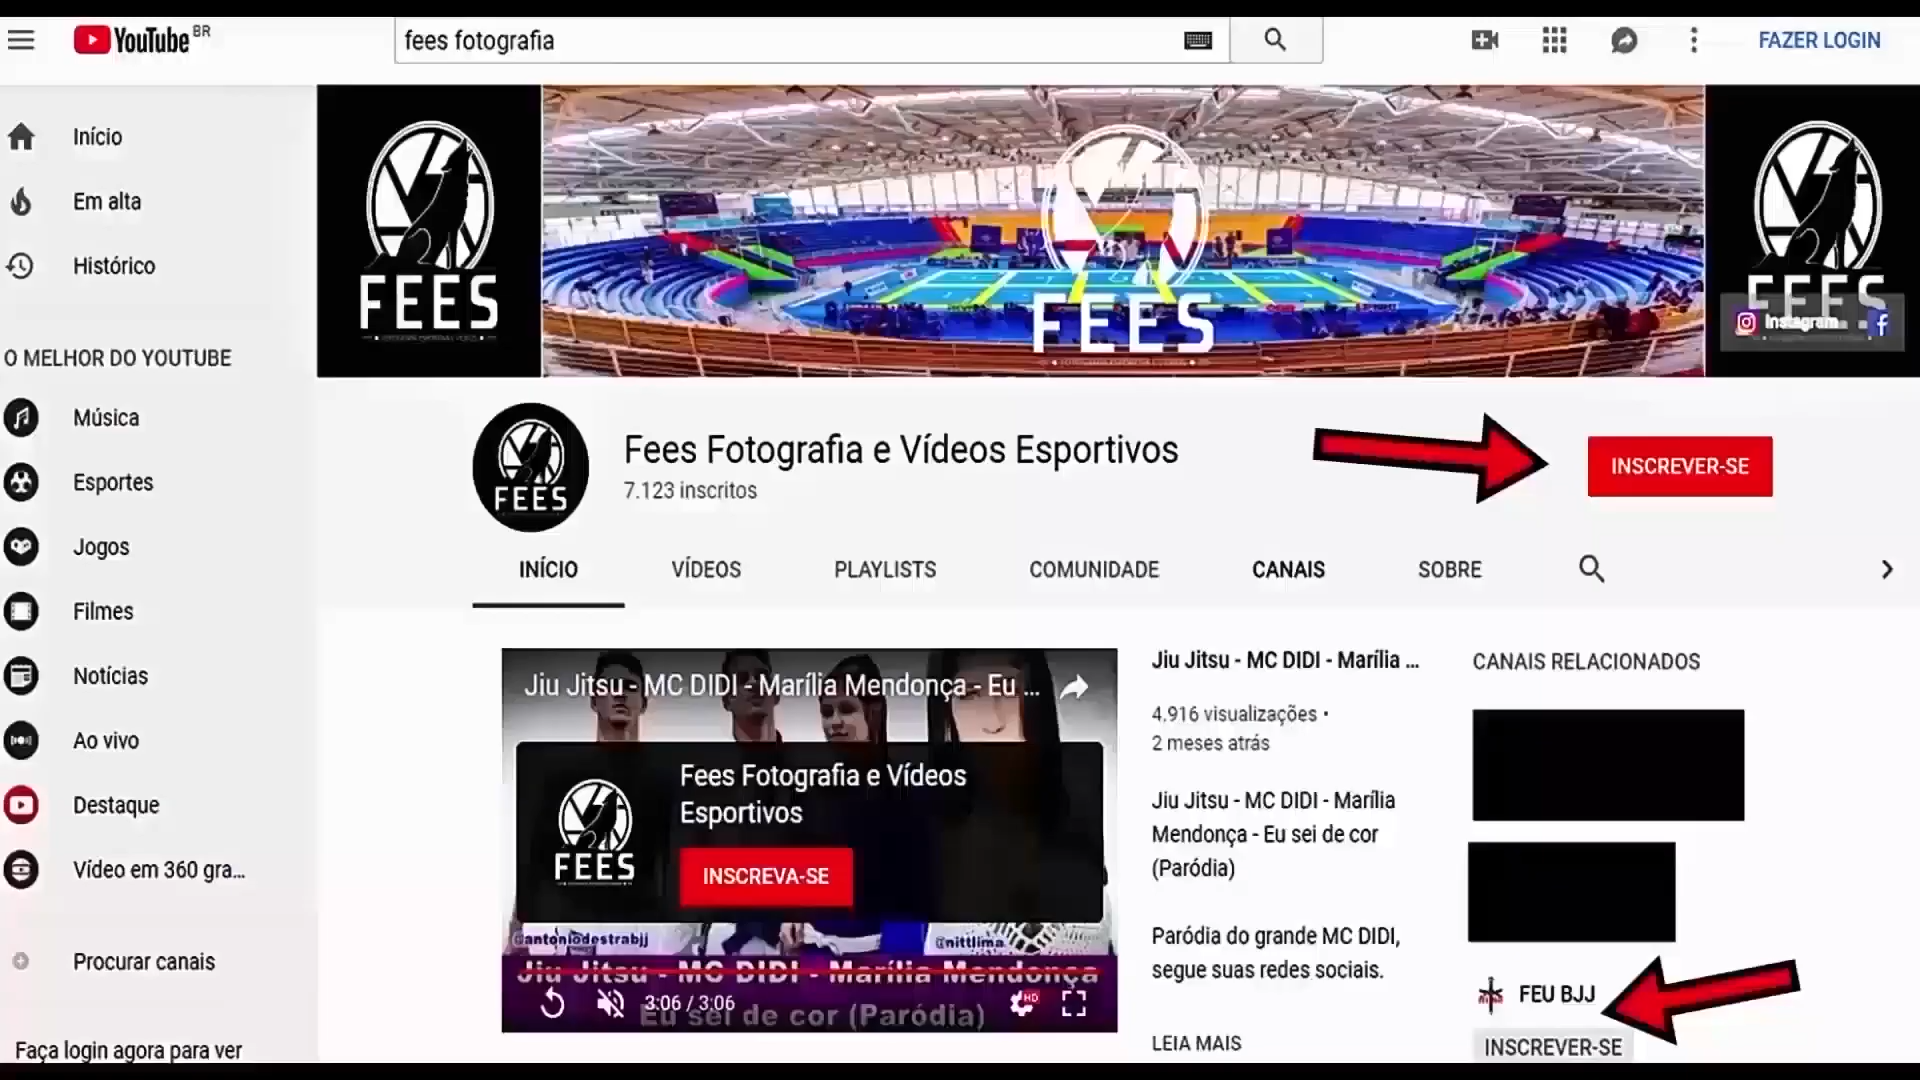 YouTube BR
fees fotografia
FAZER LOGIN
Início
Em alta
Histórico
O MELHOR DO YOUTUBE
Música
Esportes
Jogos
Filmes
Notícias
Ao vivo
Destaque
Vídeo em 360 gra...
Procurar canais
Faça login agora para ver
FEES
FEES
FEES
Instagram
Fees Fotografia e Vídeos Esportivos
7.123 inscritos
INSCREVER-SE
FEES
INÍCIO
VÍDEOS
PLAYLISTS
COMUNIDADE
CANAIS
SOBRE
Jiu Jitsu - MC DIDI - Marília Mendonça - Eu ...
Fees Fotografia e Vídeos
Esportivos
FEES
INSCREVA-SE
@antoniodestrabjj
@nittlima
Jiu Jitsu - MC DIDI - Marília Mendonça
Eu sei de cor (Paródia)
3:06 / 3:06
HD
Jiu Jitsu - MC DIDI - Marília ...
4.916 visualizações •
2 meses atrás
Jiu Jitsu - MC DIDI - Marília
Mendonça - Eu sei de cor
(Paródia)
Paródia do grande MC DIDI,
segue suas redes sociais.
LEIA MAIS
CANAIS RELACIONADOS
FEU BJJ
INSCREVER-SE